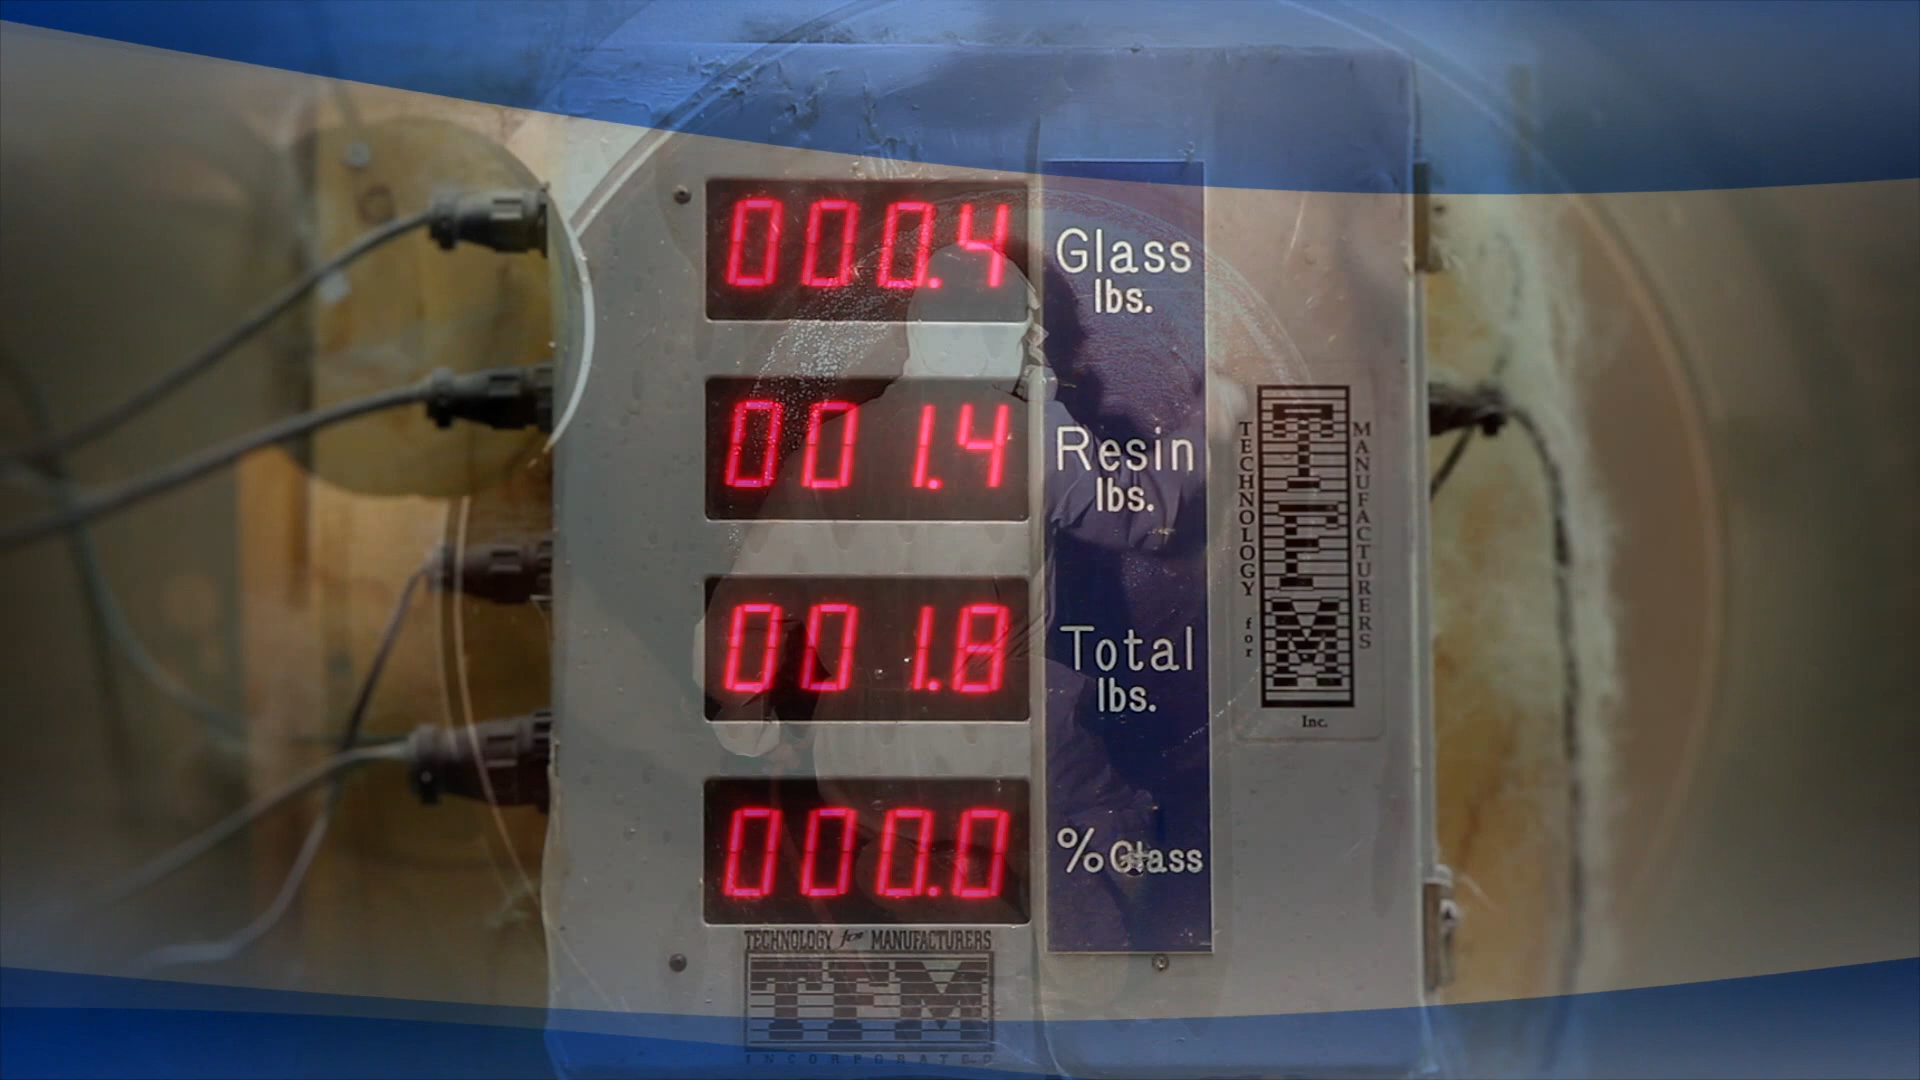 000.4
Glass
lbs.
001.4
Resin
lbs.
001.8
Total
lbs.
000.0
% Glass
TECHNOLOGY for
TFM
MANUFACTURERS
Inc.
TECHNOLOGY for MANUFACTURERS
TFM
INCORPORATED